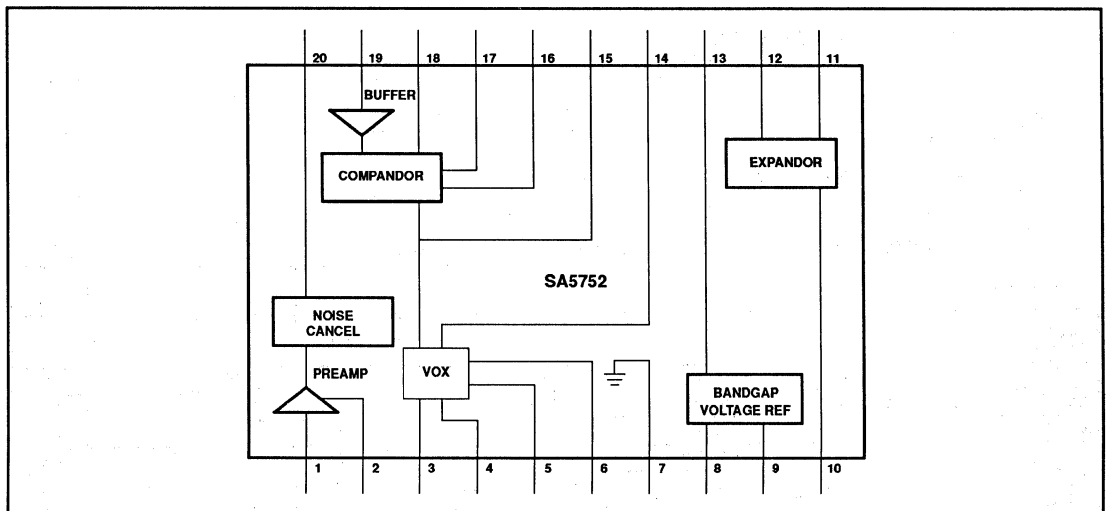 20 19 18 17 16 15 14 13 12 11
BUFFER
COMPANDOR
EXPANDOR
SA5752
NOISE
CANCEL
PREAMP
VOX
BANDGAP
VOLTAGE REF
1 2 3 4 5 6 7 8 9 10